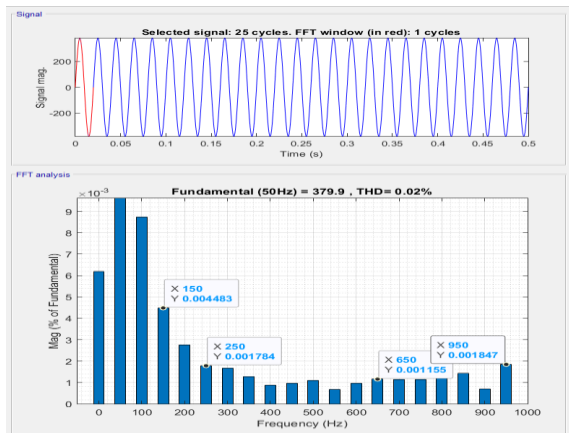 Signal
Selected signal: 25 cycles. FFT window (in red): 1 cycles
Signal mag.
200
0
-200
0 0.05 0.1 0.15 0.2 0.25 0.3 0.35 0.4 0.45 0.5
Time (s)
FFT analysis
×10⁻³
Fundamental (50Hz) = 379.9 , THD= 0.02%
Mag (% of Fundamental)
9
8
7
6
5
4
3
2
1
0
X 150
Y 0.004483
X 250
Y 0.001784
X 650
Y 0.001155
X 950
Y 0.001847
0 100 200 300 400 500 600 700 800 900 1000
Frequency (Hz)